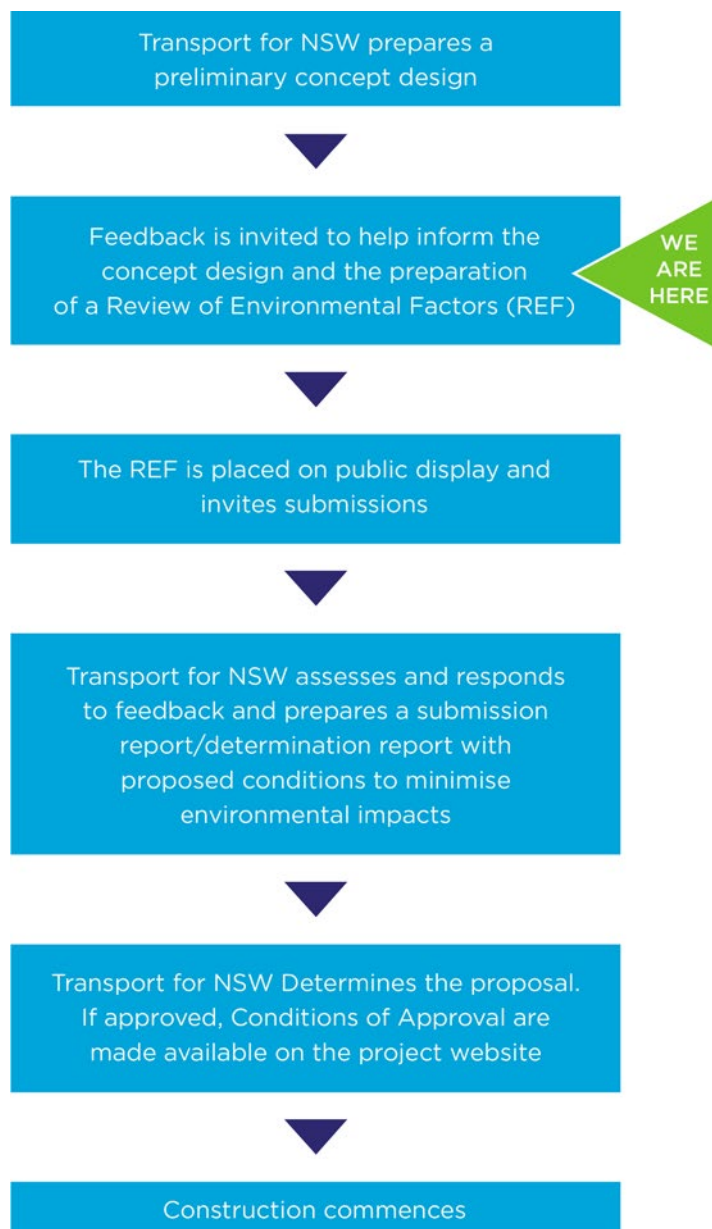 Transport for NSW prepares a
preliminary concept design
Feedback is invited to help inform the
concept design and the preparation
of a Review of Environmental Factors (REF)
WE
ARE
HERE
The REF is placed on public display and
invites submissions
Transport for NSW assesses and responds
to feedback and prepares a submission
report/determination report with
proposed conditions to minimise
environmental impacts
Transport for NSW Determines the proposal.
If approved, Conditions of Approval are
made available on the project website
Construction commences